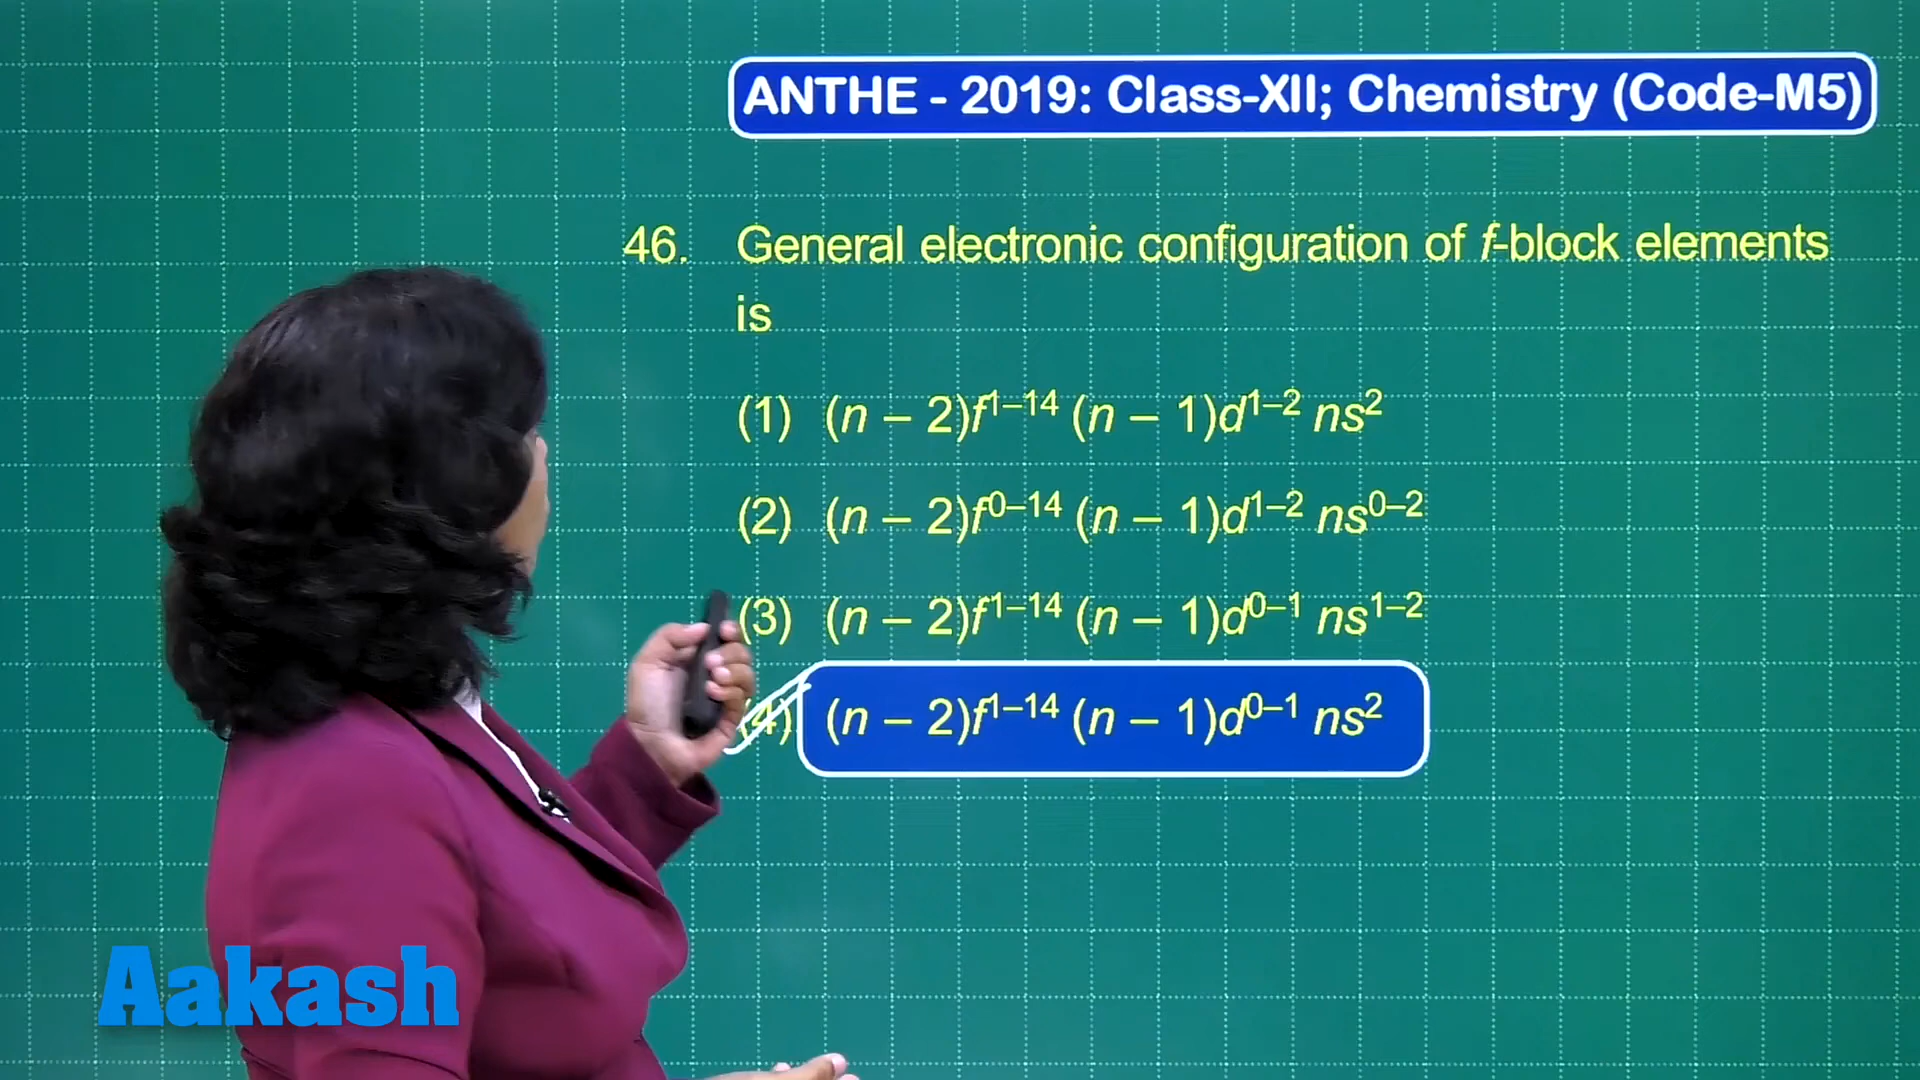 ANTHE - 2019: Class-XII; Chemistry (Code-M5)
46. General electronic configuration of f-block elements
is
(1) (n – 2)f¹⁻¹⁴ (n – 1)d¹⁻² ns²
(2) (n – 2)f⁰⁻¹⁴ (n – 1)d¹⁻² ns⁰⁻²
(3) (n – 2)f¹⁻¹⁴ (n – 1)d⁰⁻¹ ns¹⁻²
(4) (n – 2)f¹⁻¹⁴ (n – 1)d⁰⁻¹ ns²
Aakash